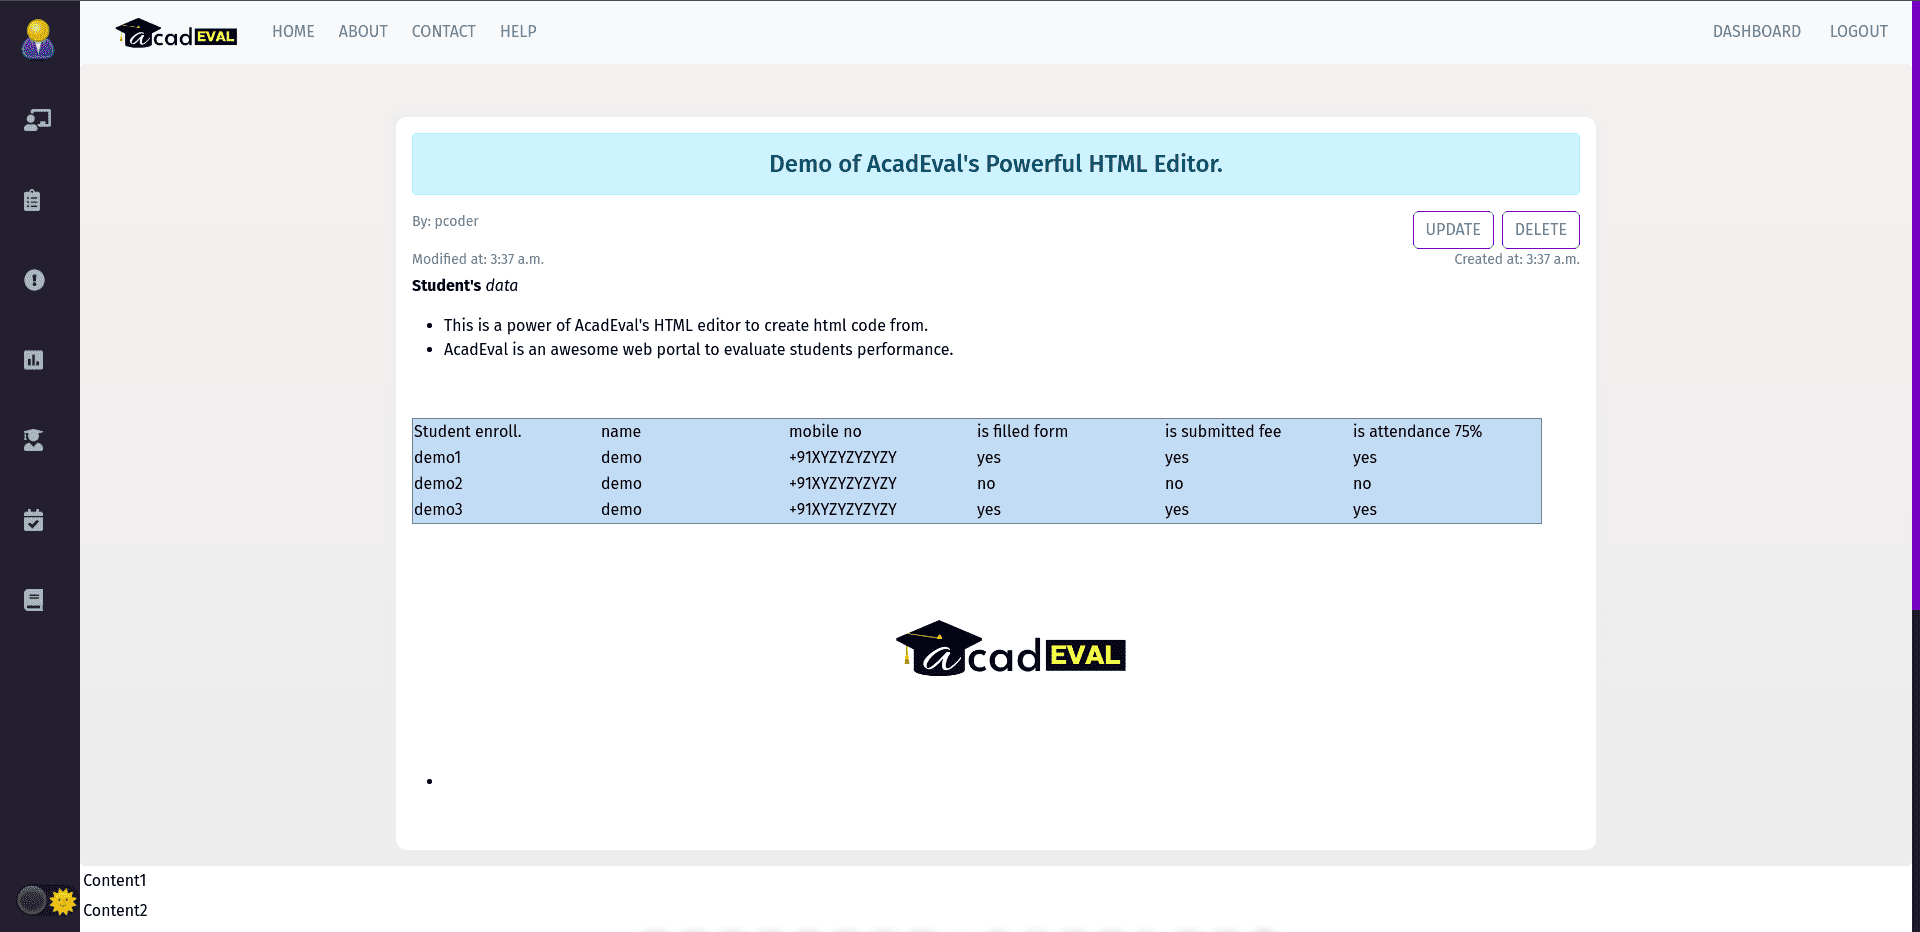 acad EVAL HOME ABOUT CONTACT HELP DASHBOARD LOGOUT
Demo of AcadEval's Powerful HTML Editor.
By: pcoder UPDATE DELETE
Modified at: 3:37 a.m. Created at: 3:37 a.m.
Student's data
• This is a power of AcadEval's HTML editor to create html code from.
• AcadEval is an awesome web portal to evaluate students performance.
Student enroll. name mobile no is filled form is submitted fee is attendance 75%
demo1 demo +91XYZYZYZYZY yes yes yes
demo2 demo +91XYZYZYZYZY no no no
demo3 demo +91XYZYZYZYZY yes yes yes
acad EVAL
•
Content1
Content2